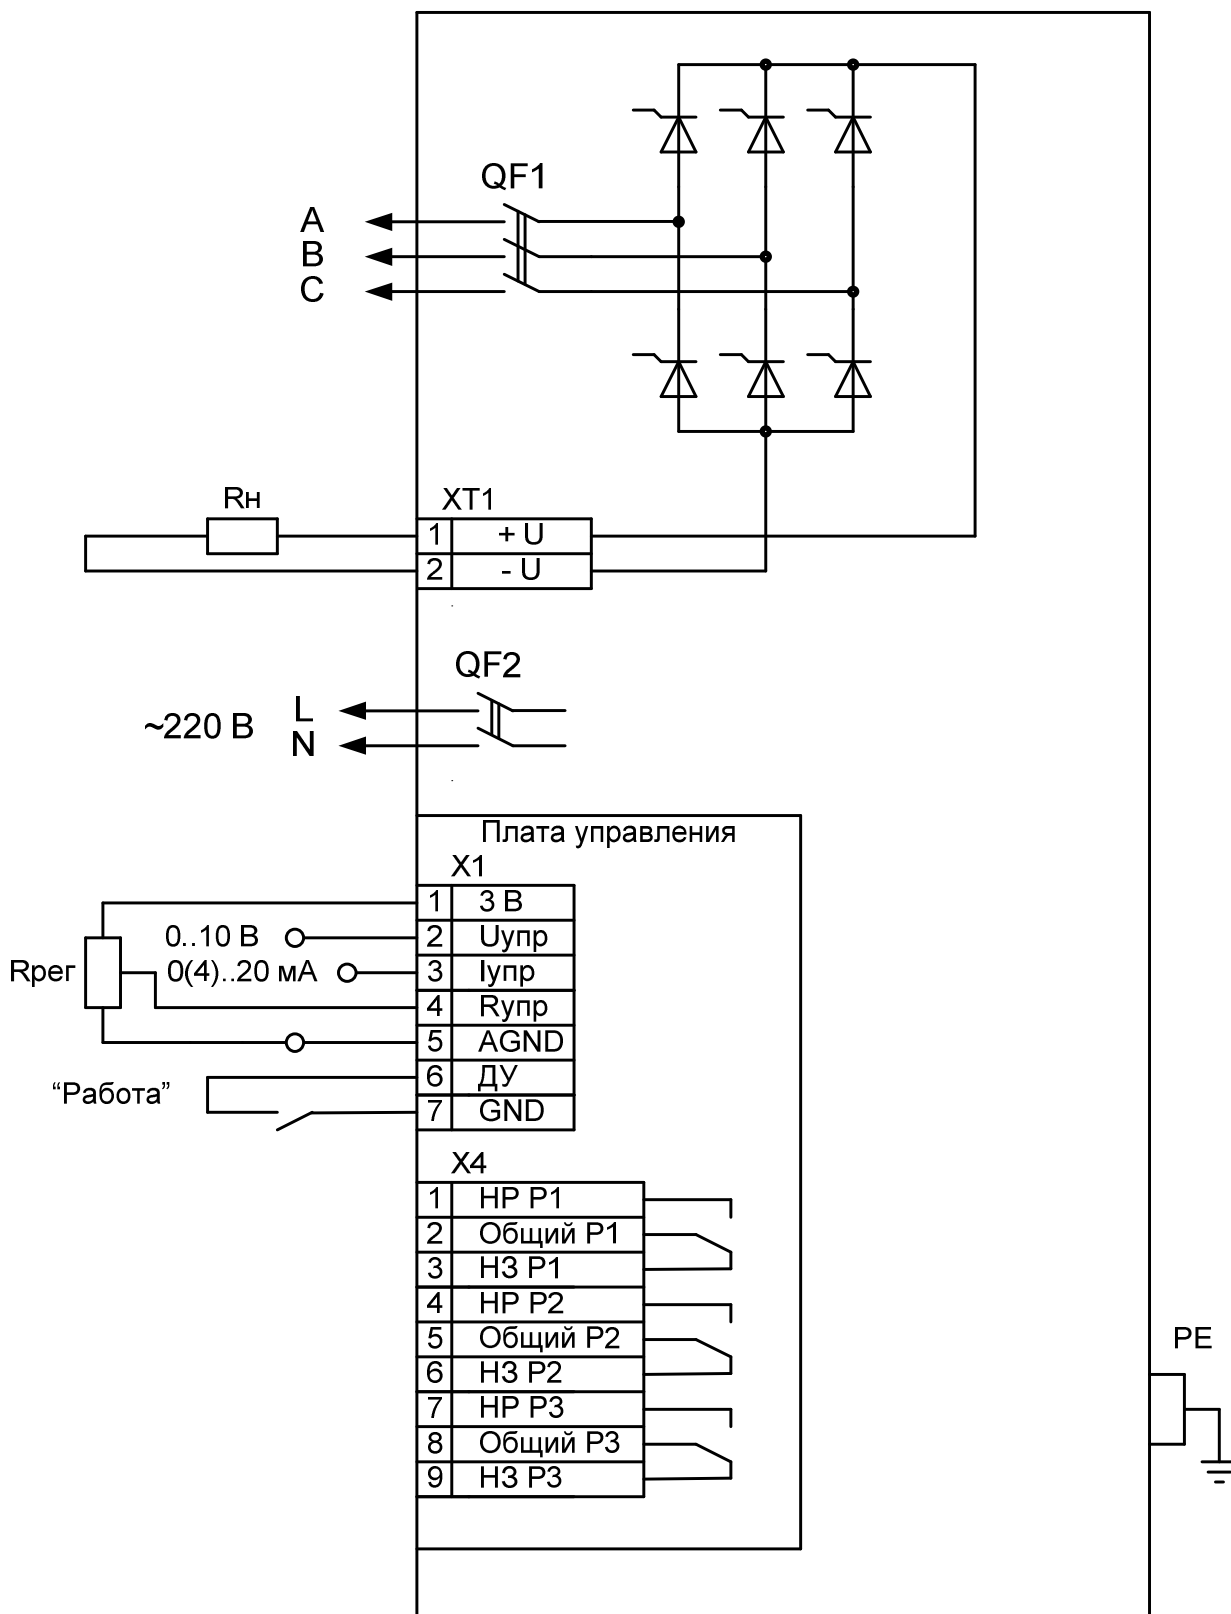 QF1
A
B
C
Rн
XT1
1 + U
2 - U
QF2
~220 В
L
N
Плата управления
X1
1 3 В
0..10 В 2 Uупр
Rрег 0(4)..20 мА 3 Iупр
4 Rупр
5 AGND
"Работа" 6 ДУ
7 GND
X4
1 НР Р1
2 Общий Р1
3 НЗ Р1
4 НР Р2
5 Общий Р2
6 НЗ Р2
7 НР Р3
8 Общий Р3
9 НЗ Р3
PE